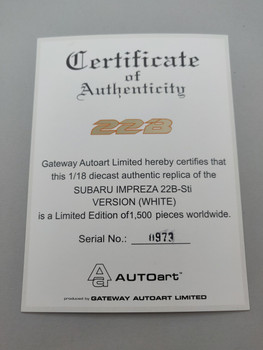 Certificate
of
Authenticity
22B
Gateway Autoart Limited hereby certifies that
this 1/18 diecast authentic replica of the
SUBARU IMPREZA 22B-Sti
VERSION (WHITE)
is a Limited Edition of1,500 pieces worldwide.
Serial No.: 0973
AUTOart
produced by GATEWAY AUTOART LIMITED